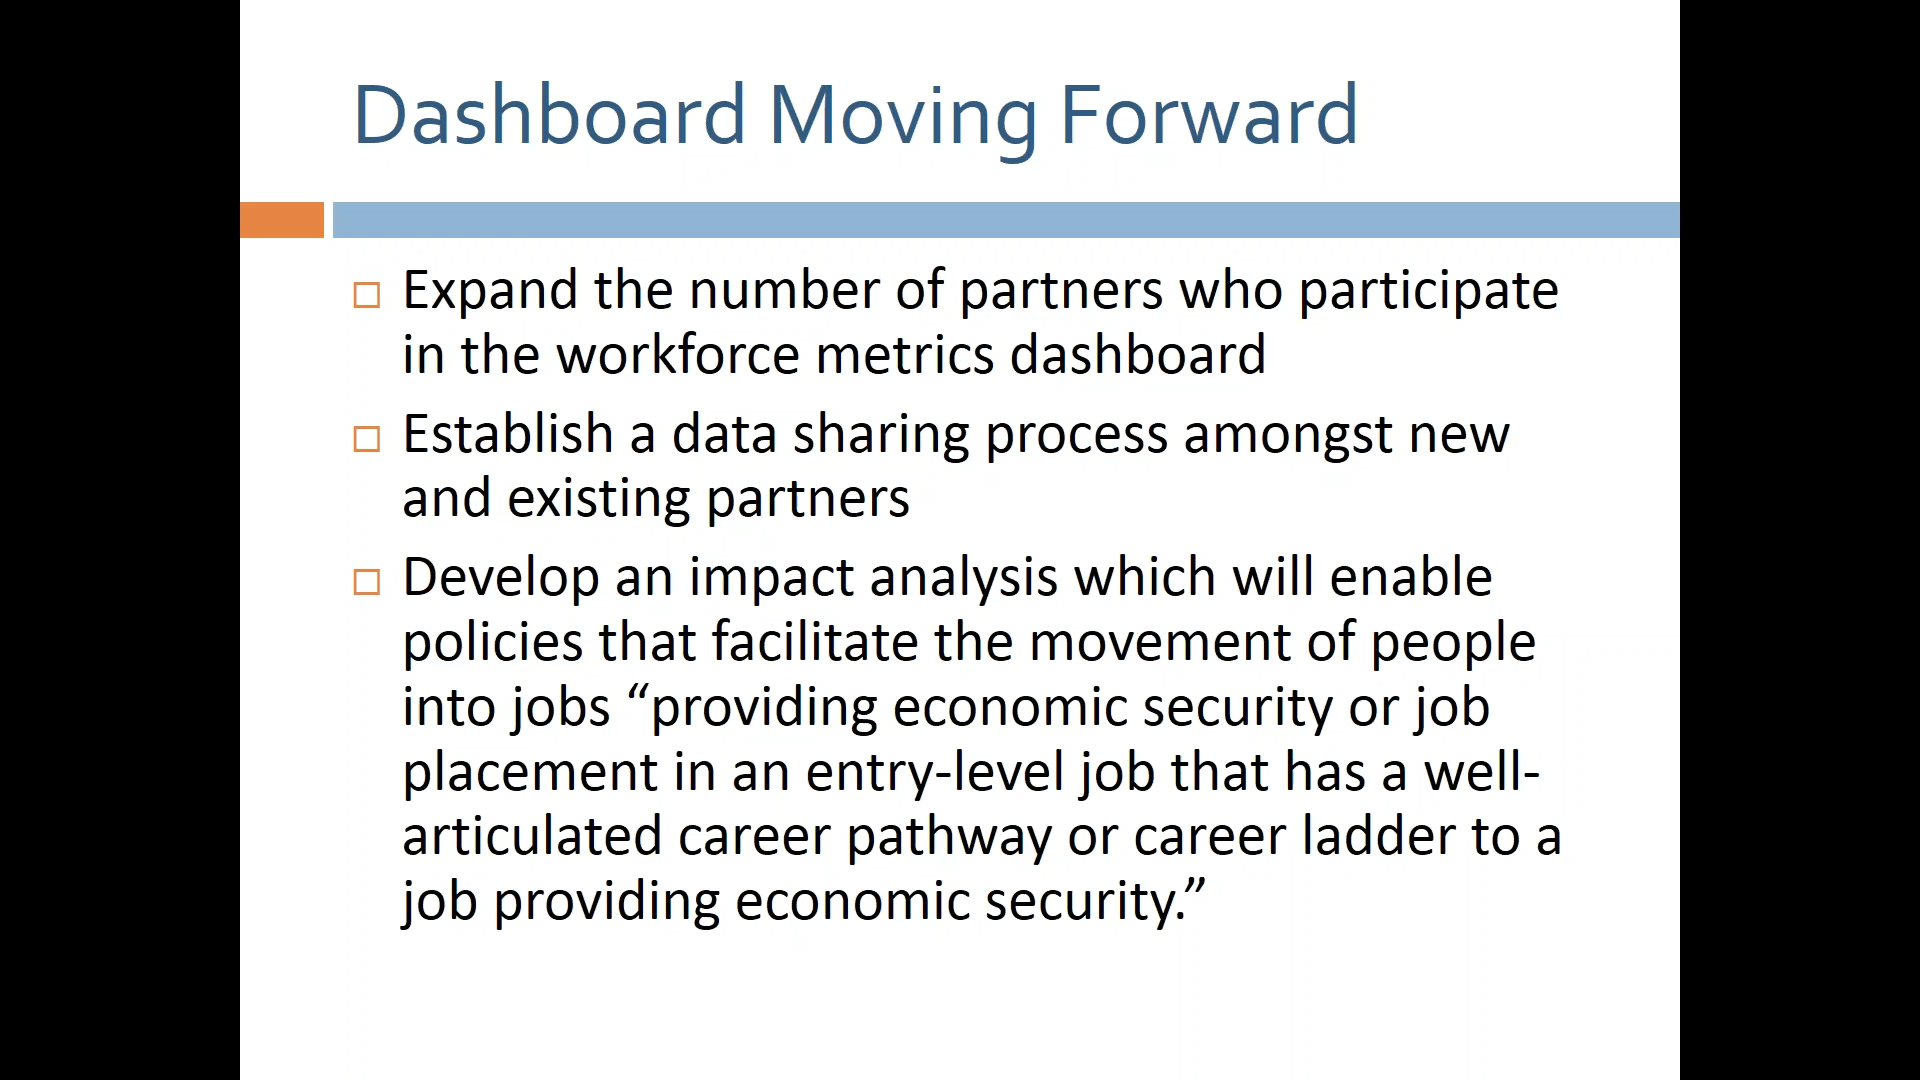 Dashboard Moving Forward
Expand the number of partners who participate
in the workforce metrics dashboard
Establish a data sharing process amongst new
and existing partners
Develop an impact analysis which will enable
policies that facilitate the movement of people
into jobs “providing economic security or job
placement in an entry-level job that has a well-
articulated career pathway or career ladder to a
job providing economic security.”